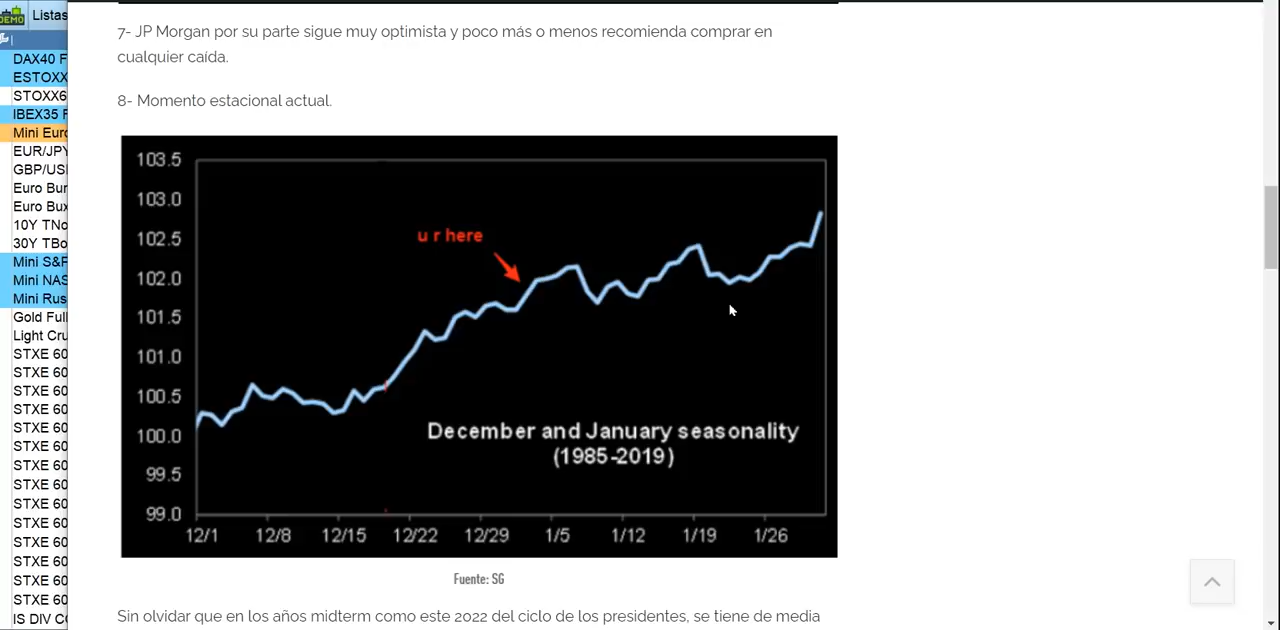 DEMO
Listas
DAX40 F
ESTOXX
STOXX6
IBEX35 F
Mini Euro
EUR/JPY
GBP/USI
Euro Bun
Euro Bux
10Y TNo
30Y TBo
Mini S&P
Mini NAS
Mini Rus
Gold Full
Light Cru
STXE 60
STXE 60
STXE 60
STXE 60
STXE 60
STXE 60
STXE 60
STXE 60
STXE 60
STXE 60
STXE 60
STXE 60
STXE 60
STXE 60
IS DIV CO
7- JP Morgan por su parte sigue muy optimista y poco más o menos recomienda comprar en
cualquier caída.
8- Momento estacional actual.
103.5
103.0
102.5
102.0
101.5
101.0
100.5
100.0
99.5
99.0
u r here
December and January seasonality
(1985-2019)
12/1 12/8 12/15 12/22 12/29 1/5 1/12 1/19 1/26
Fuente: SG
Sin olvidar que en los años midterm como este 2022 del ciclo de los presidentes, se tiene de media